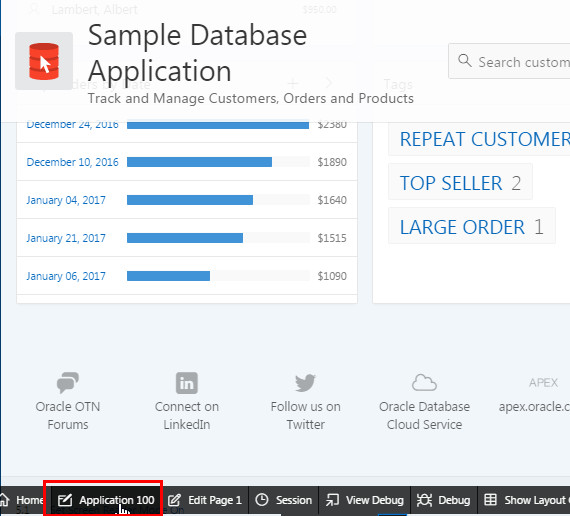 Lambert, Albert $950.00
Sample Database
Application
Track and Manage Customers, Orders and Products
Search custom
Orders by Date
Tags
December 24, 2016 $2380
December 10, 2016 $1890
January 04, 2017 $1640
January 21, 2017 $1515
January 06, 2017 $1090
REPEAT CUSTOMER
TOP SELLER 2
LARGE ORDER 1
Oracle OTN
Forums
Connect on
LinkedIn
Follow us on
Twitter
Oracle Database
Cloud Service
APEX
apex.oracle.c
Home
Application 100
Edit Page 1
Session
View Debug
Debug
Show Layout